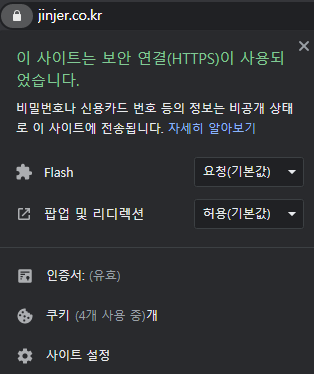 jinjer.co.kr
이 사이트는 보안 연결(HTTPS)이 사용되
었습니다.
비밀번호나 신용카드 번호 등의 정보는 비공개 상태
로 이 사이트에 전송됩니다. 자세히 알아보기
Flash 요청(기본값)
팝업 및 리디렉션 허용(기본값)
인증서: (유효)
쿠키 (4개 사용 중)개
사이트 설정